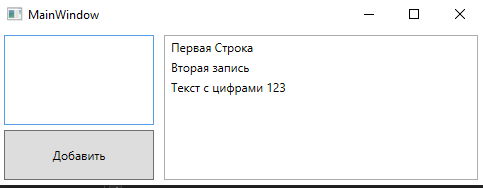 MainWindow
Первая Строка
Вторая запись
Текст с цифрами 123
Добавить